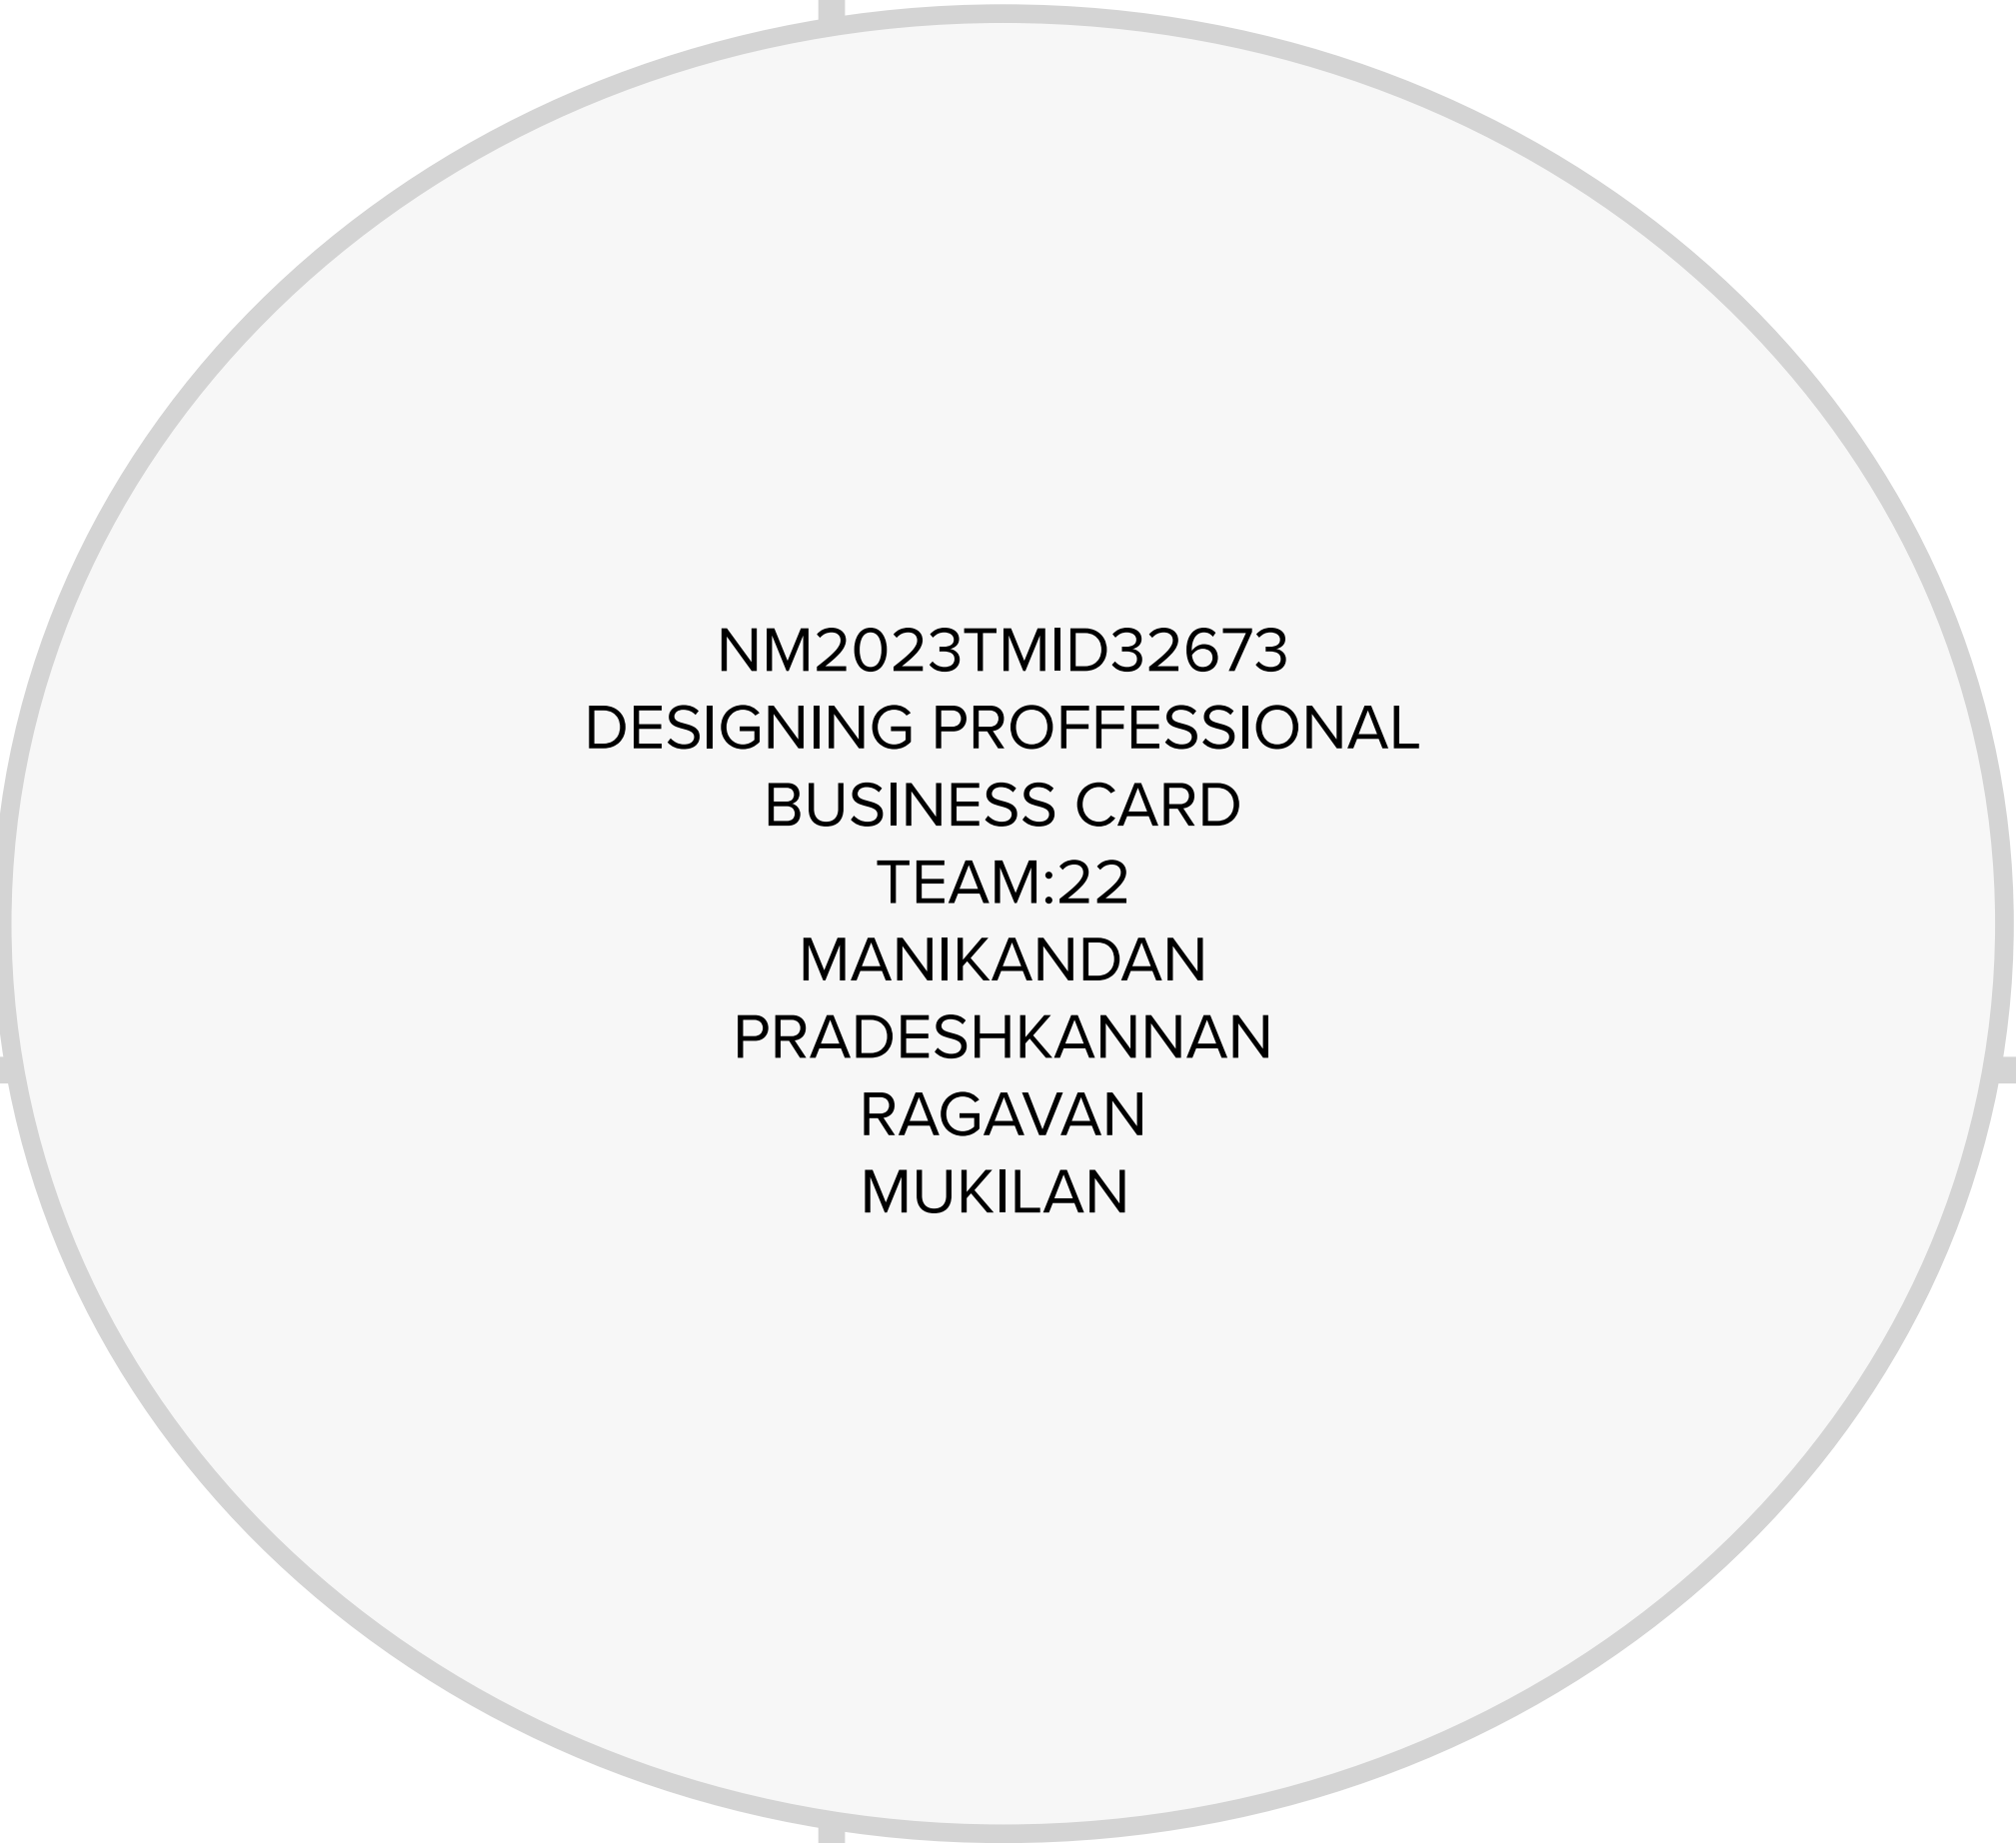 NM2023TMID32673
DESIGNING PROFFESSIONAL
BUSINESS CARD
TEAM:22
MANIKANDAN
PRADESHKANNAN
RAGAVAN
MUKILAN